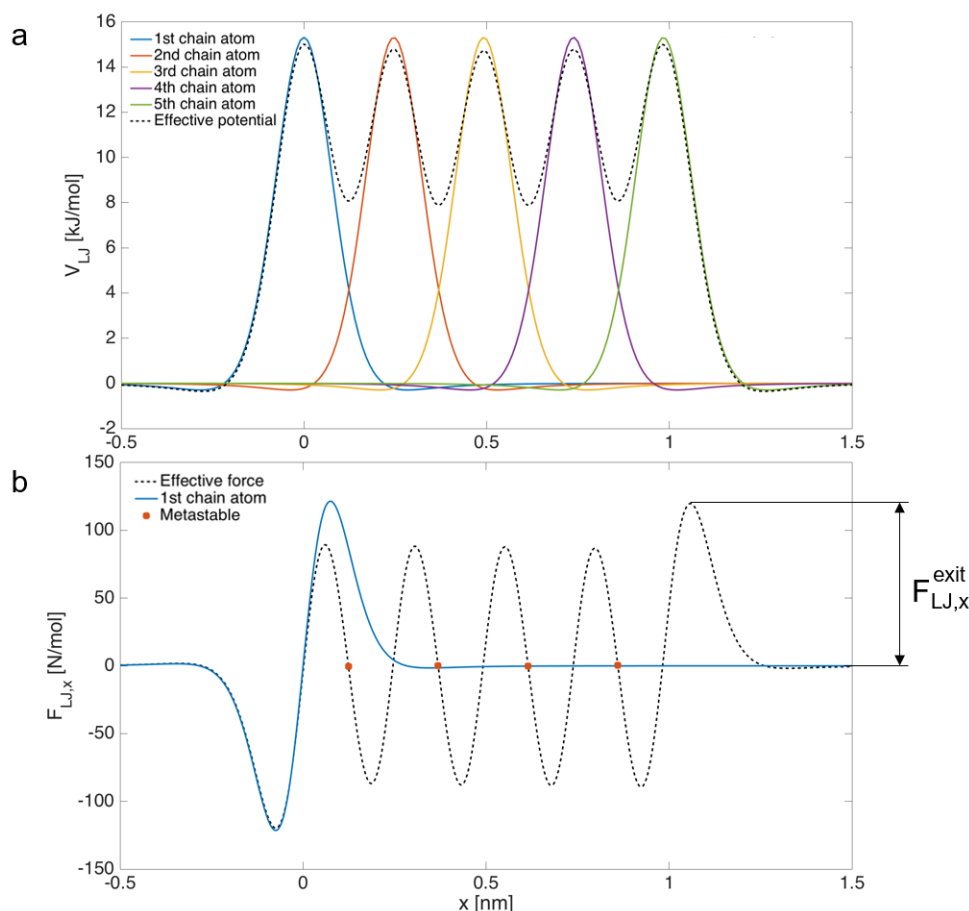 a
16
14
12
10
8
6
4
2
0
-2
V_LJ [kJ/mol]
1st chain atom
2nd chain atom
3rd chain atom
4th chain atom
5th chain atom
Effective potential
-0.5 0 0.5 1 1.5
b
150
100
50
0
-50
-100
-150
F_LJ,x [N/mol]
Effective force
1st chain atom
Metastable
F_LJ,x^exit
-0.5 0 0.5 1 1.5
x [nm]